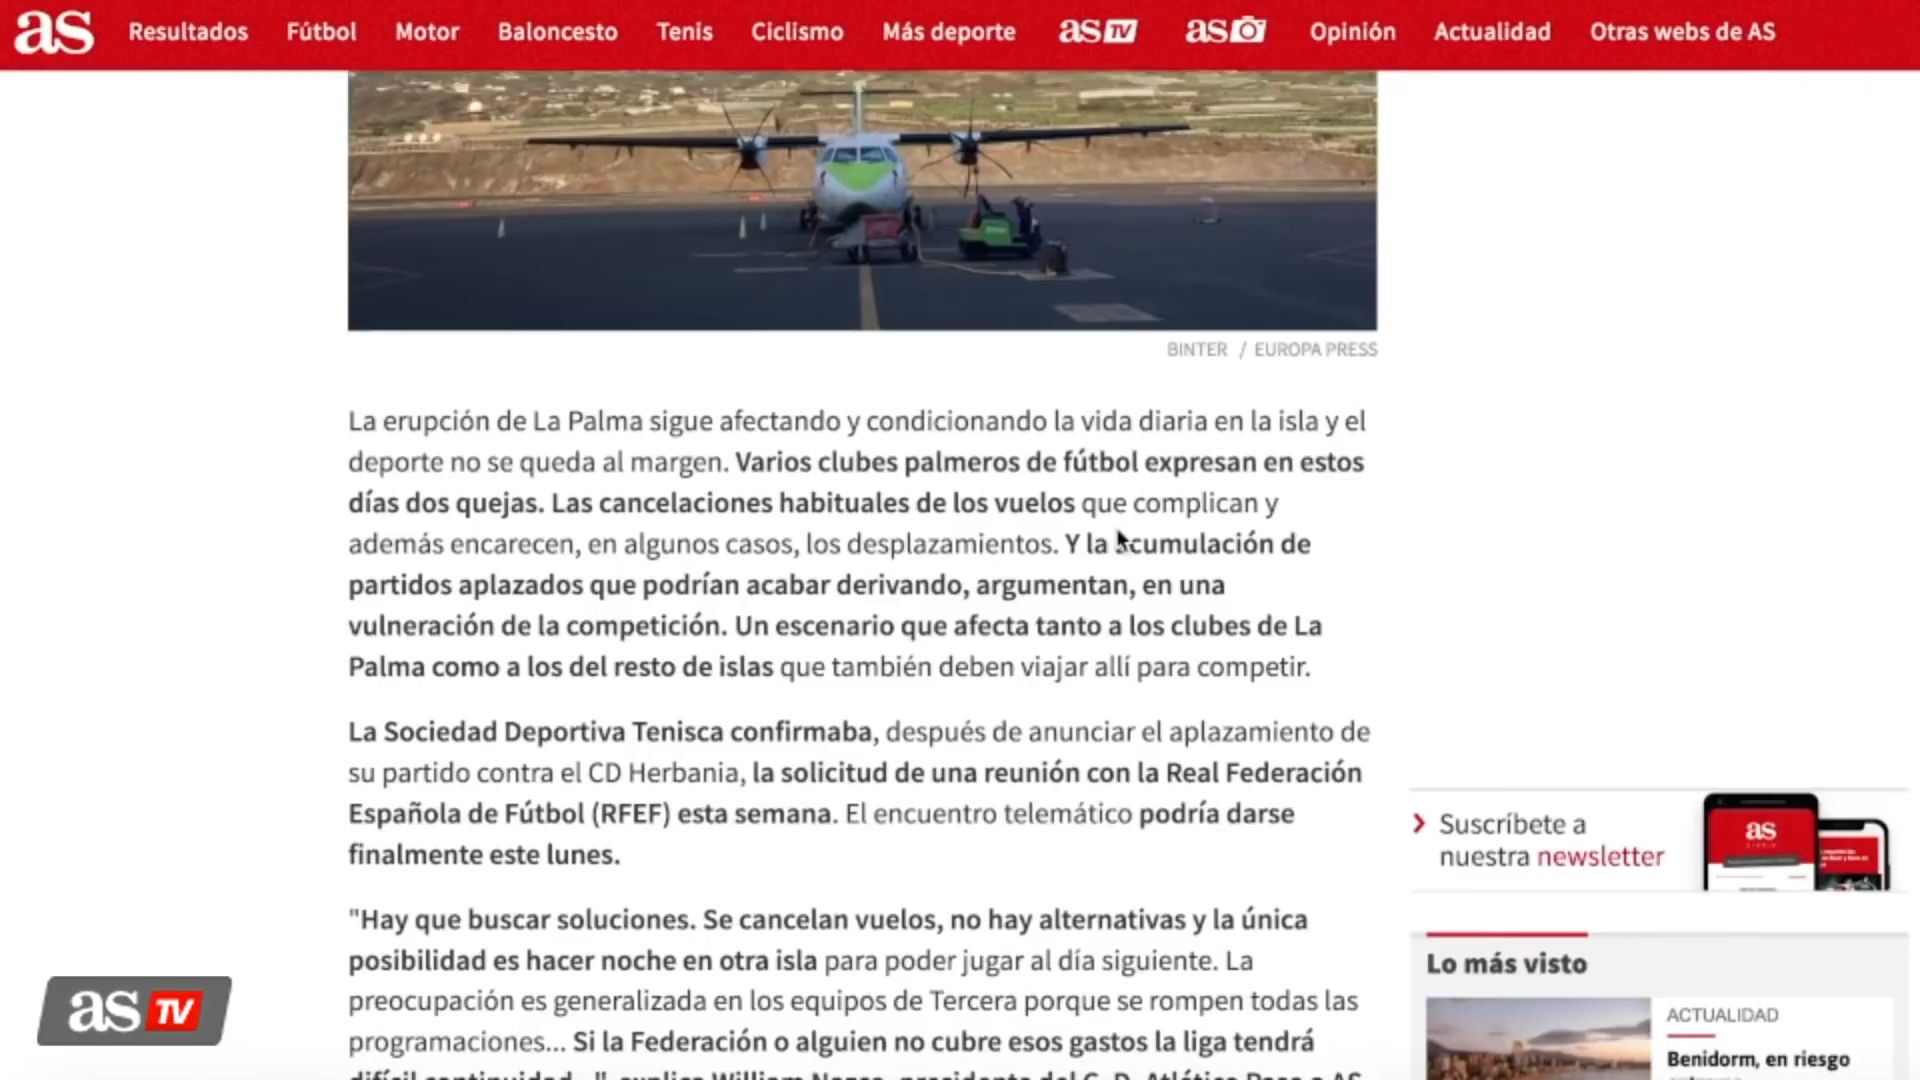 as Resultados Fútbol Motor Baloncesto Tenis Ciclismo Más deporte as TV as Opinión Actualidad Otras webs de AS
BINTER / EUROPA PRESS
La erupción de La Palma sigue afectando y condicionando la vida diaria en la isla y el
deporte no se queda al margen. Varios clubes palmeros de fútbol expresan en estos
días dos quejas. Las cancelaciones habituales de los vuelos que complican y
además encarecen, en algunos casos, los desplazamientos. Y la acumulación de
partidos aplazados que podrían acabar derivando, argumentan, en una
vulneración de la competición. Un escenario que afecta tanto a los clubes de La
Palma como a los del resto de islas que también deben viajar allí para competir.
La Sociedad Deportiva Tenisca confirmaba, después de anunciar el aplazamiento de
su partido contra el CD Herbania, la solicitud de una reunión con la Real Federación
Española de Fútbol (RFEF) esta semana. El encuentro telemático podría darse
finalmente este lunes.
"Hay que buscar soluciones. Se cancelan vuelos, no hay alternativas y la única
posibilidad es hacer noche en otra isla para poder jugar al día siguiente. La
preocupación es generalizada en los equipos de Tercera porque se rompen todas las
programaciones... Si la Federación o alguien no cubre esos gastos la liga tendrá
Suscríbete a
nuestra newsletter
as
Lo más visto
ACTUALIDAD
Benidorm, en riesgo
as TV